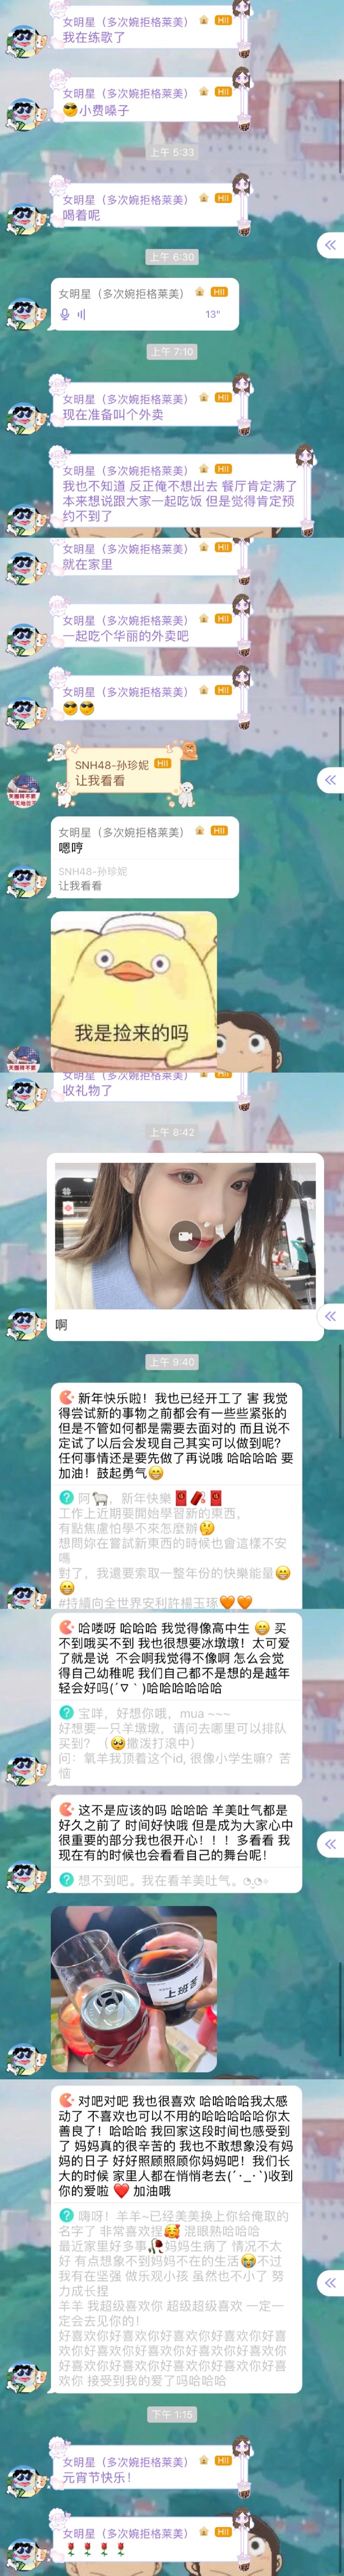 女明星（多次婉拒格莱美） HII
我在练歌了
女明星（多次婉拒格莱美） HII
😎小费嗓子
上午 5:33
女明星（多次婉拒格莱美） HII
喝着呢
上午 6:30
女明星（多次婉拒格莱美） HII
13"
上午 7:10
女明星（多次婉拒格莱美） HII
现在准备叫个外卖
女明星（多次婉拒格莱美） HII
我也不知道 反正俺不想出去 餐厅肯定满了
本来想说跟大家一起吃饭 但是觉得肯定预
约不到了
女明星（多次婉拒格莱美） HII
就在家里
女明星（多次婉拒格莱美） HII
一起吃个华丽的外卖吧
女明星（多次婉拒格莱美） HII
😎😎
SNH48-孙珍妮 HII
让我看看
女明星（多次婉拒格莱美） HII
嗯哼
SNH48-孙珍妮
让我看看
我是捡来的吗
女明星（多次婉拒格莱美） HII
收礼物了
上午 8:42
啊
上午 9:40
新年快乐啦！我也已经开工了 害 我觉
得尝试新的事物之前都会有一些些紧张的
但是不管如何都是需要去面对的 而且说不
定试了以后会发现自己其实可以做到呢？
任何事情还是要先做了再说哦 哈哈哈哈 要
加油！鼓起勇气😁
阿🐑，新年快樂🧧🧨🧧
工作上近期要開始學習新的東西，
有點焦慮怕學不來怎麼辦🤔
想問妳在嘗試新東西的時候也會這樣不安
嗎
對了，我還要索取一整年份的快樂能量😁
😁
#持續向全世界安利許楊玉琢🧡🧡
哈喽呀 哈哈哈 我觉得像高中生 😁 买
不到哦买不到 我也很想要冰墩墩！太可爱
了就是说 不会啊我觉得不像啊 怎么会觉
得自己幼稚呢 我们自己都不是想的是越年
轻会好吗(´∇｀)哈哈哈哈哈哈
宝咩，好想你哦，mua ~~~
好想要一只羊墩墩，请问去哪里可以排队
买到？（🥺撒泼打滚中）
问：氧羊我顶着这个id, 很像小学生嘛？苦
恼
这不是应该的吗 哈哈哈 羊美吐气都是
好久之前了 时间好快哦 但是成为大家心中
很重要的部分我也很开心！！！多看看 我
现在有的时候也会看看自己的舞台呢！
想不到吧。我在看羊美吐气。
上班茶
对吧对吧 我也很喜欢 哈哈哈哈我太感
动了 不喜欢也可以不用的哈哈哈哈哈你太
善良了！哈哈哈 我回家这段时间也感受到
了 妈妈真的很辛苦的 我也不敢想象没有妈
妈的日子 好好照顾照顾你妈妈吧！我们长
大的时候 家里人都在悄悄老去(´･_･`)收到
你的爱啦 ❤️ 加油哦
嗨呀！羊羊~已经美美换上你给俺取的
名字了 非常喜欢捏🥰 混眼熟哈哈哈
最近家里好多事🥀妈妈生病了 情况不太
好 有点想象不到妈妈不在的生活😭不过
我有在坚强 做乐观小孩 虽然也不小了 努
力成长捏
羊羊 我超级喜欢你 超级超级喜欢 一定一
定会去见你的！
好喜欢你好喜欢你好喜欢你好喜欢你好喜
欢你好喜欢你好喜欢你好喜欢你好喜欢你
好喜欢你好喜欢你好喜欢你好喜欢你好喜
欢你 接受到我的爱了吗哈哈哈
下午 1:15
女明星（多次婉拒格莱美） HII
元宵节快乐！
女明星（多次婉拒格莱美） HII
🌹🌹🌹🌹